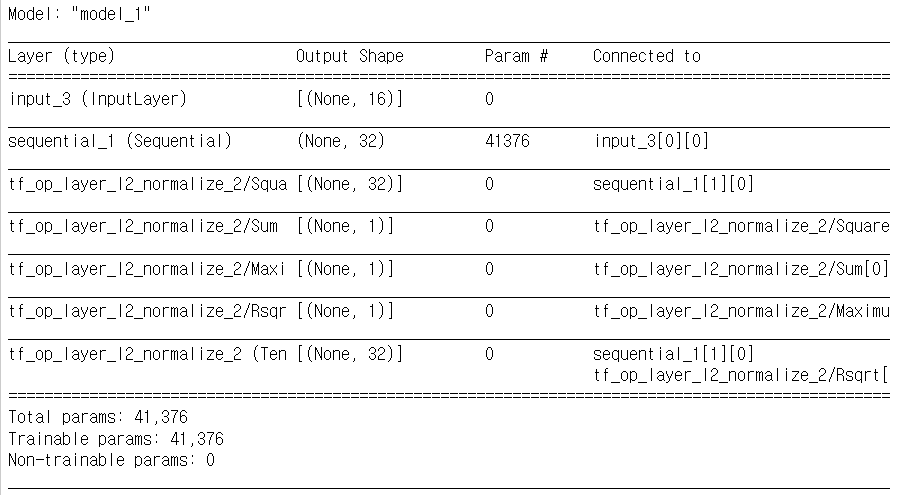 Model: "model_1"
Layer (type) Output Shape Param # Connected to
input_3 (InputLayer) [(None, 16)] 0
sequential_1 (Sequential) (None, 32) 41376 input_3[0][0]
tf_op_layer_l2_normalize_2/Squa [(None, 32)] 0 sequential_1[1][0]
tf_op_layer_l2_normalize_2/Sum [(None, 1)] 0 tf_op_layer_l2_normalize_2/Square
tf_op_layer_l2_normalize_2/Maxi [(None, 1)] 0 tf_op_layer_l2_normalize_2/Sum[0]
tf_op_layer_l2_normalize_2/Rsqr [(None, 1)] 0 tf_op_layer_l2_normalize_2/Maximu
tf_op_layer_l2_normalize_2 (Ten [(None, 32)] 0 sequential_1[1][0]
tf_op_layer_l2_normalize_2/Rsqrt[
Total params: 41,376
Trainable params: 41,376
Non-trainable params: 0